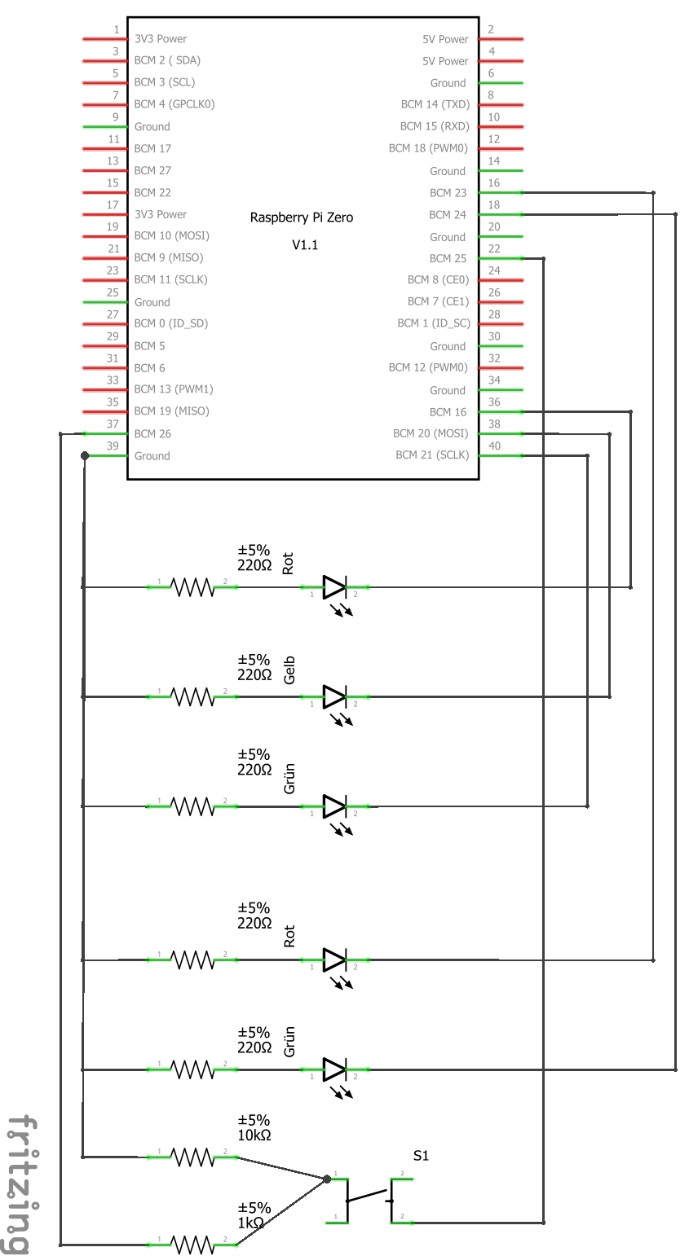 1 3V3 Power
3 BCM 2 ( SDA)
5 BCM 3 (SCL)
7 BCM 4 (GPCLK0)
9 Ground
11 BCM 17
13 BCM 27
15 BCM 22
17 3V3 Power
19 BCM 10 (MOSI)
21 BCM 9 (MISO)
23 BCM 11 (SCLK)
25 Ground
27 BCM 0 (ID_SD)
29 BCM 5
31 BCM 6
33 BCM 13 (PWM1)
35 BCM 19 (MISO)
37 BCM 26
39 Ground
Raspberry Pi Zero
V1.1
5V Power 2
5V Power 4
Ground 6
BCM 14 (TXD) 8
BCM 15 (RXD) 10
BCM 18 (PWM0) 12
Ground 14
BCM 23 16
BCM 24 18
Ground 20
BCM 25 22
BCM 8 (CE0) 24
BCM 7 (CE1) 26
BCM 1 (ID_SC) 28
Ground 30
BCM 12 (PWM0) 32
Ground 34
BCM 16 36
BCM 20 (MOSI) 38
BCM 21 (SCLK) 40
±5%
220Ω
Rot
1 2 1 2
±5%
220Ω
Gelb
1 2 1 2
±5%
220Ω
Grün
1 2 1 2
±5%
220Ω
Rot
1 2 1 2
±5%
220Ω
Grün
1 2 1 2
±5%
10kΩ
1 2
S1
1 2
1 2
±5%
1kΩ
1 2
fritzing